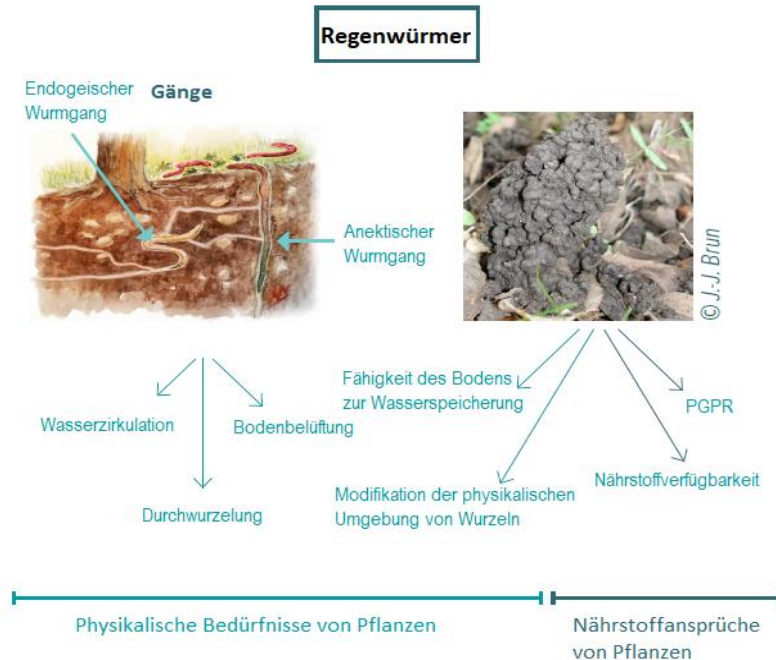 Regenwürmer
Endogeischer
Wurmgang
Gänge
Anektischer
Wurmgang
© J.-J. Brun
Wasserzirkulation
Bodenbelüftung
Durchwurzelung
Fähigkeit des Bodens
zur Wasserspeicherung
PGPR
Modifikation der physikalischen
Umgebung von Wurzeln
Nährstoffverfügbarkeit
Physikalische Bedürfnisse von Pflanzen
Nährstoffansprüche
von Pflanzen